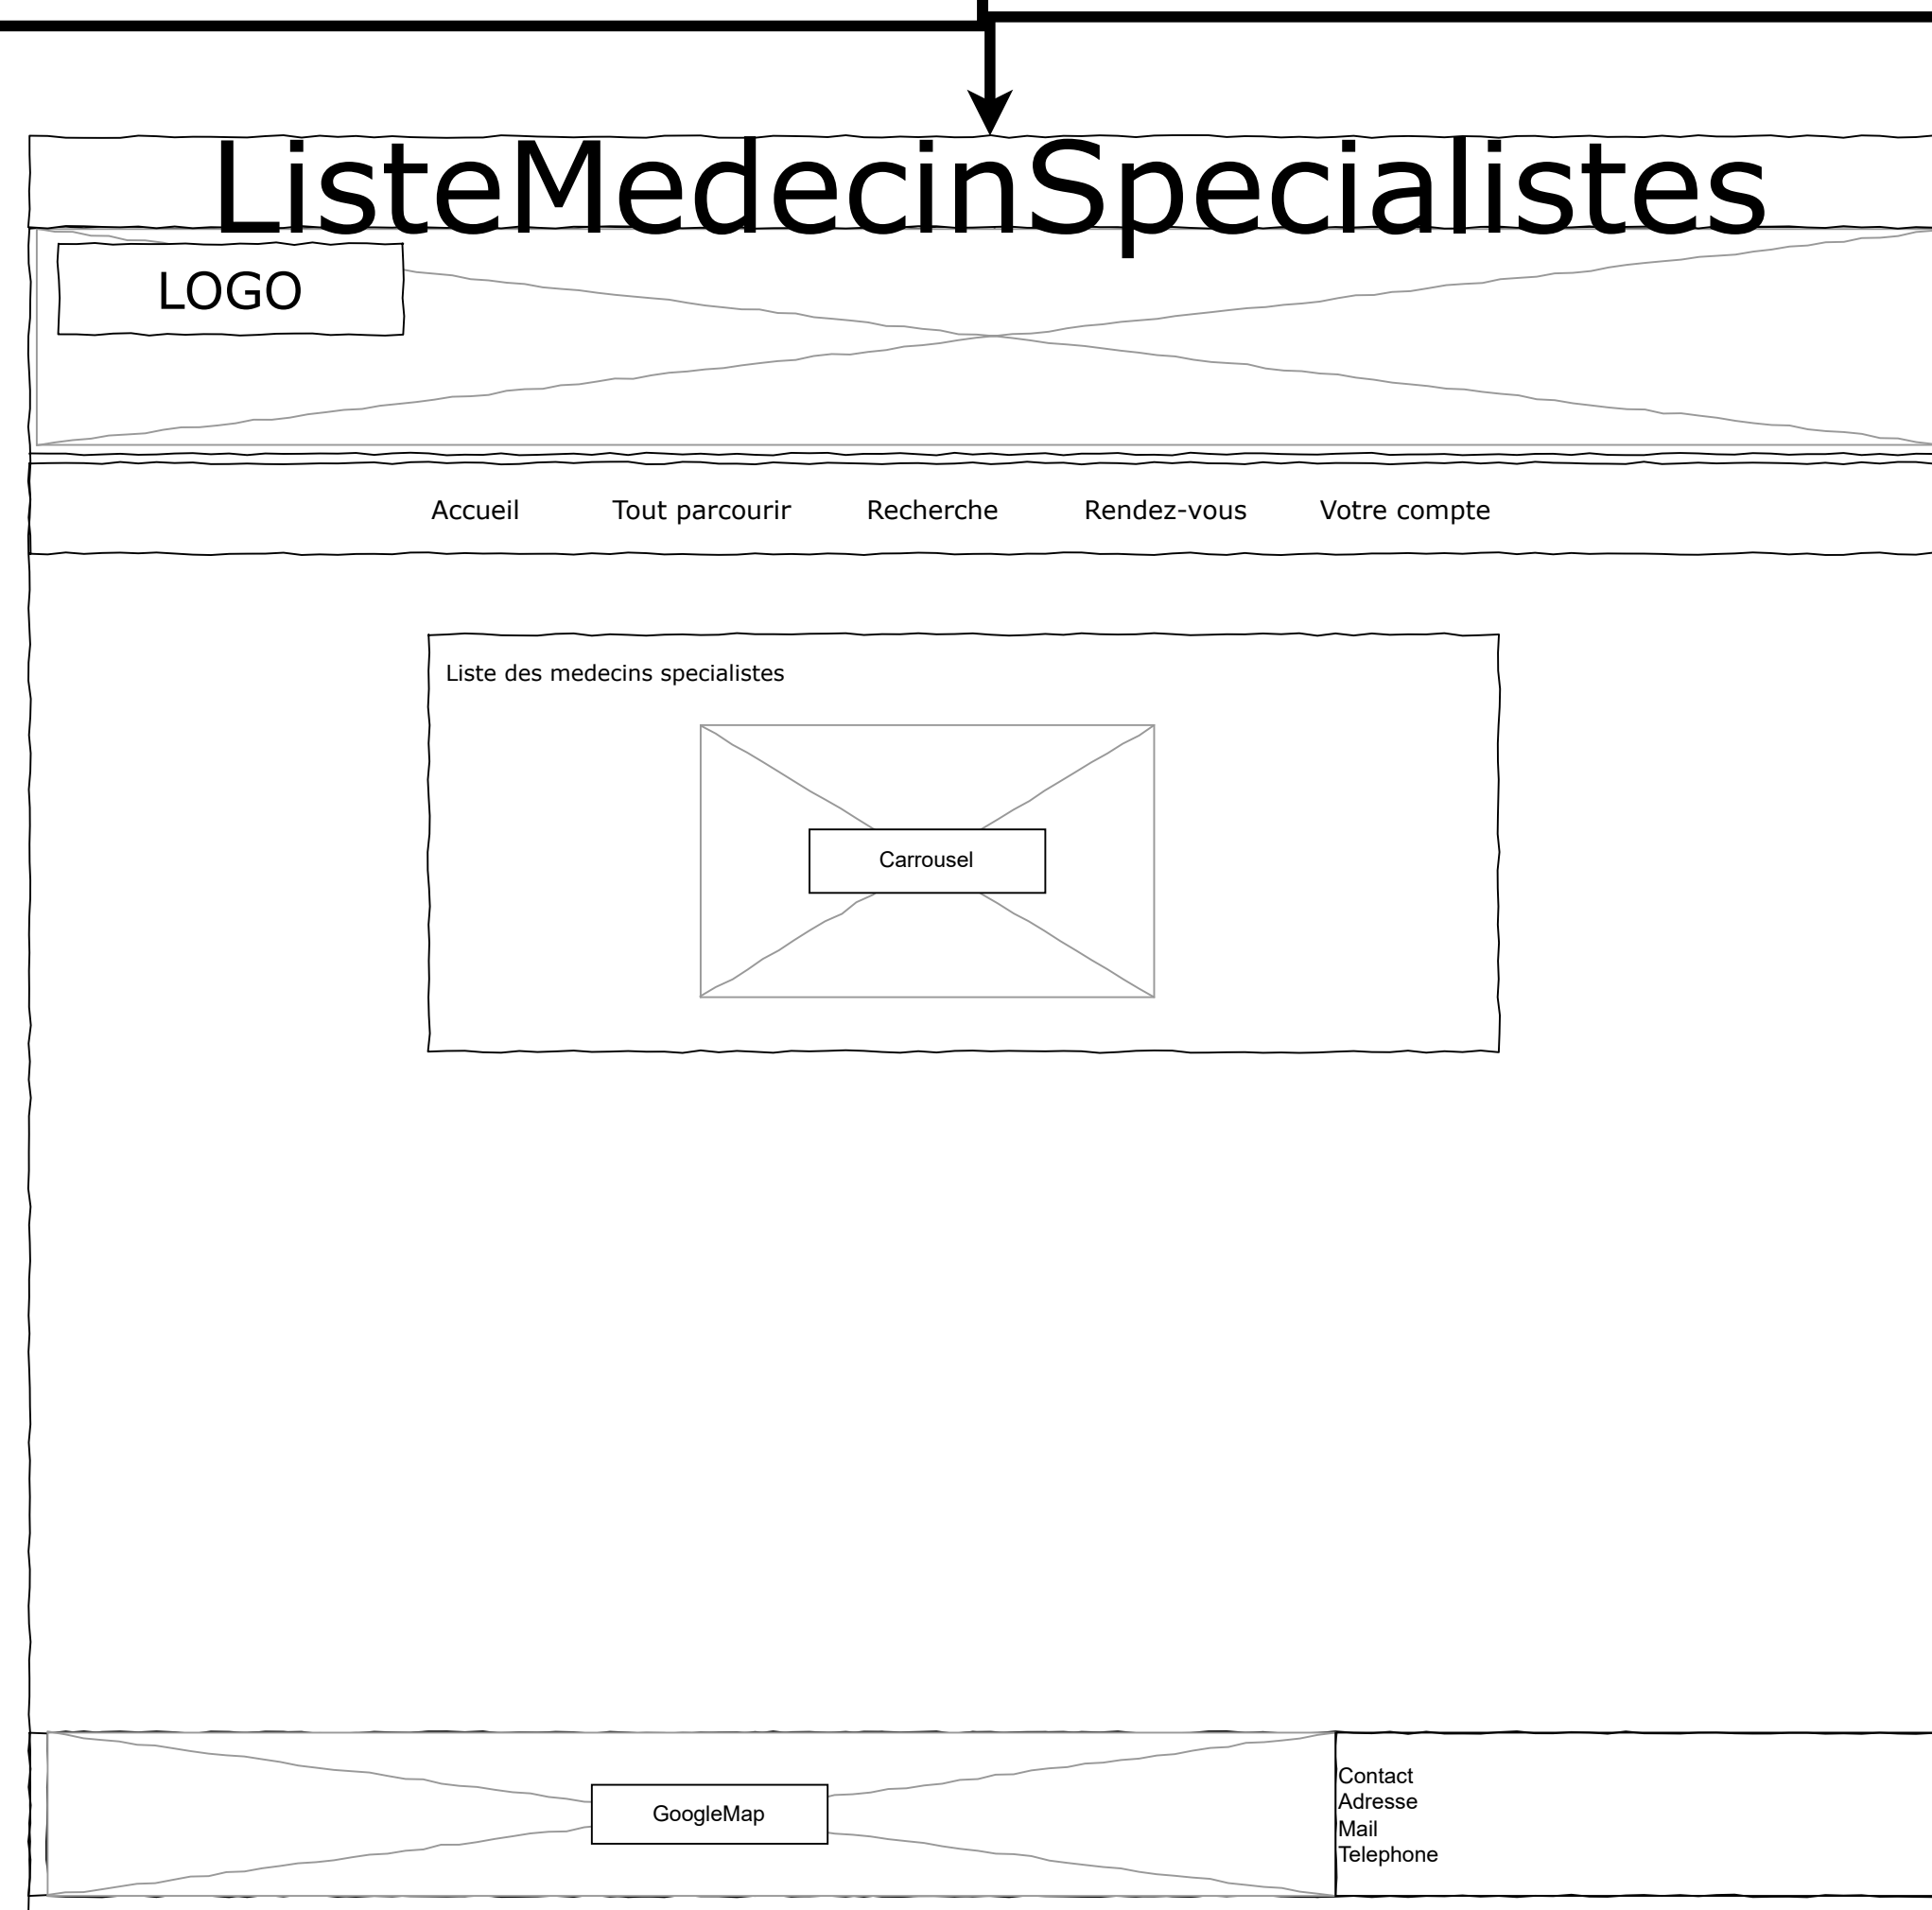 ListeMedecinSpecialistes
LOGO
Accueil Tout parcourir Recherche Rendez-vous Votre compte
Liste des medecins specialistes
Carrousel
GoogleMap
Contact
Adresse
Mail
Telephone